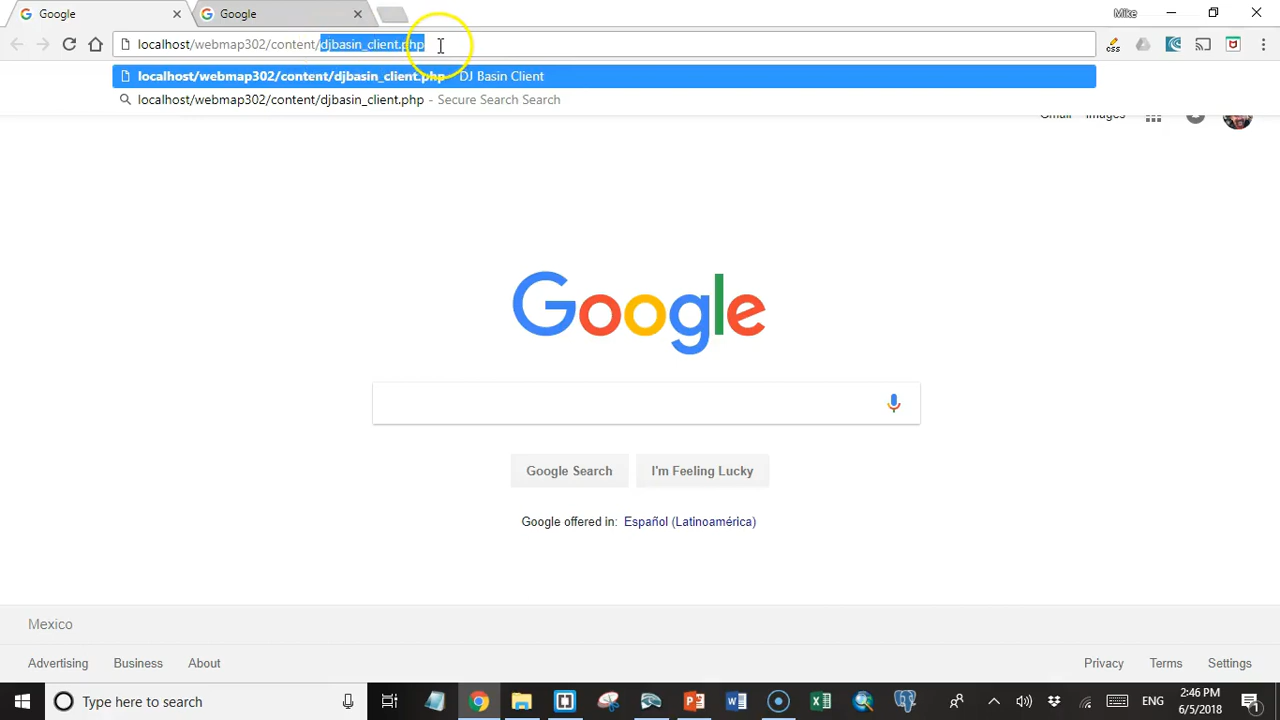 Google
Google
Mike
localhost/webmap302/content/djbasin_client.php
localhost/webmap302/content/djbasin_client.php - DJ Basin Client
localhost/webmap302/content/djbasin_client.php - Secure Search Search
Gmail Images
Google
Google Search
I'm Feeling Lucky
Google offered in: Español (Latinoamérica)
Mexico
Advertising Business About
Privacy Terms Settings
Type here to search
ENG
2:46 PM
6/5/2018
1